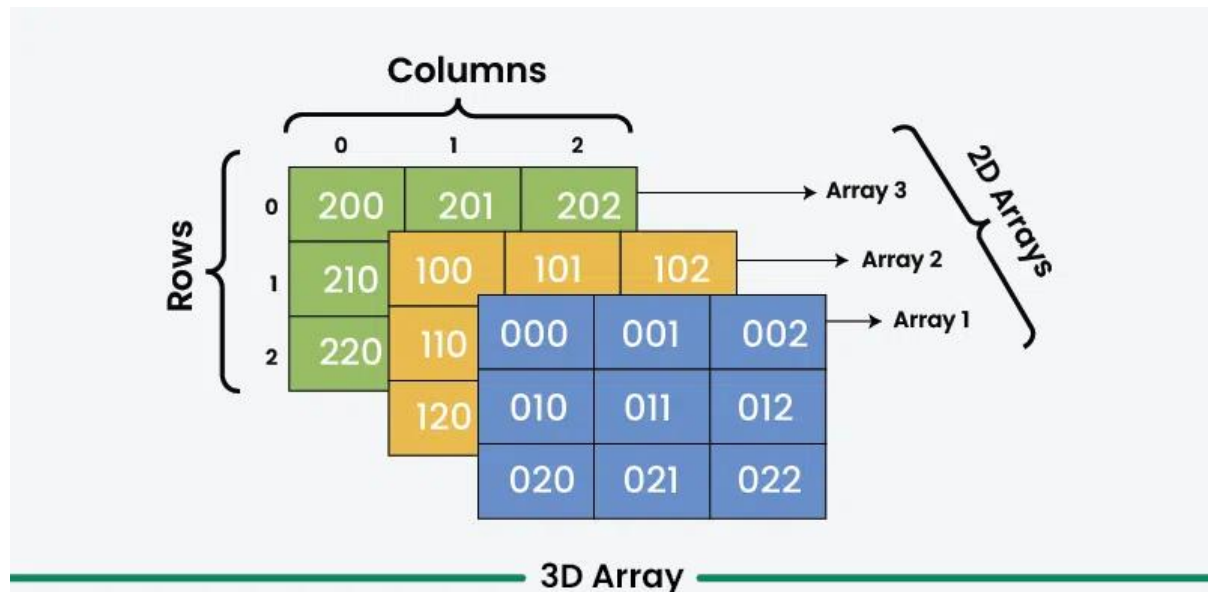 Columns
0 1 2
Rows
0 200 201 202 Array 3
2D Arrays
1 210 100 101 102 Array 2
2 220 110 000 001 002 Array 1
120 010 011 012
020 021 022
3D Array